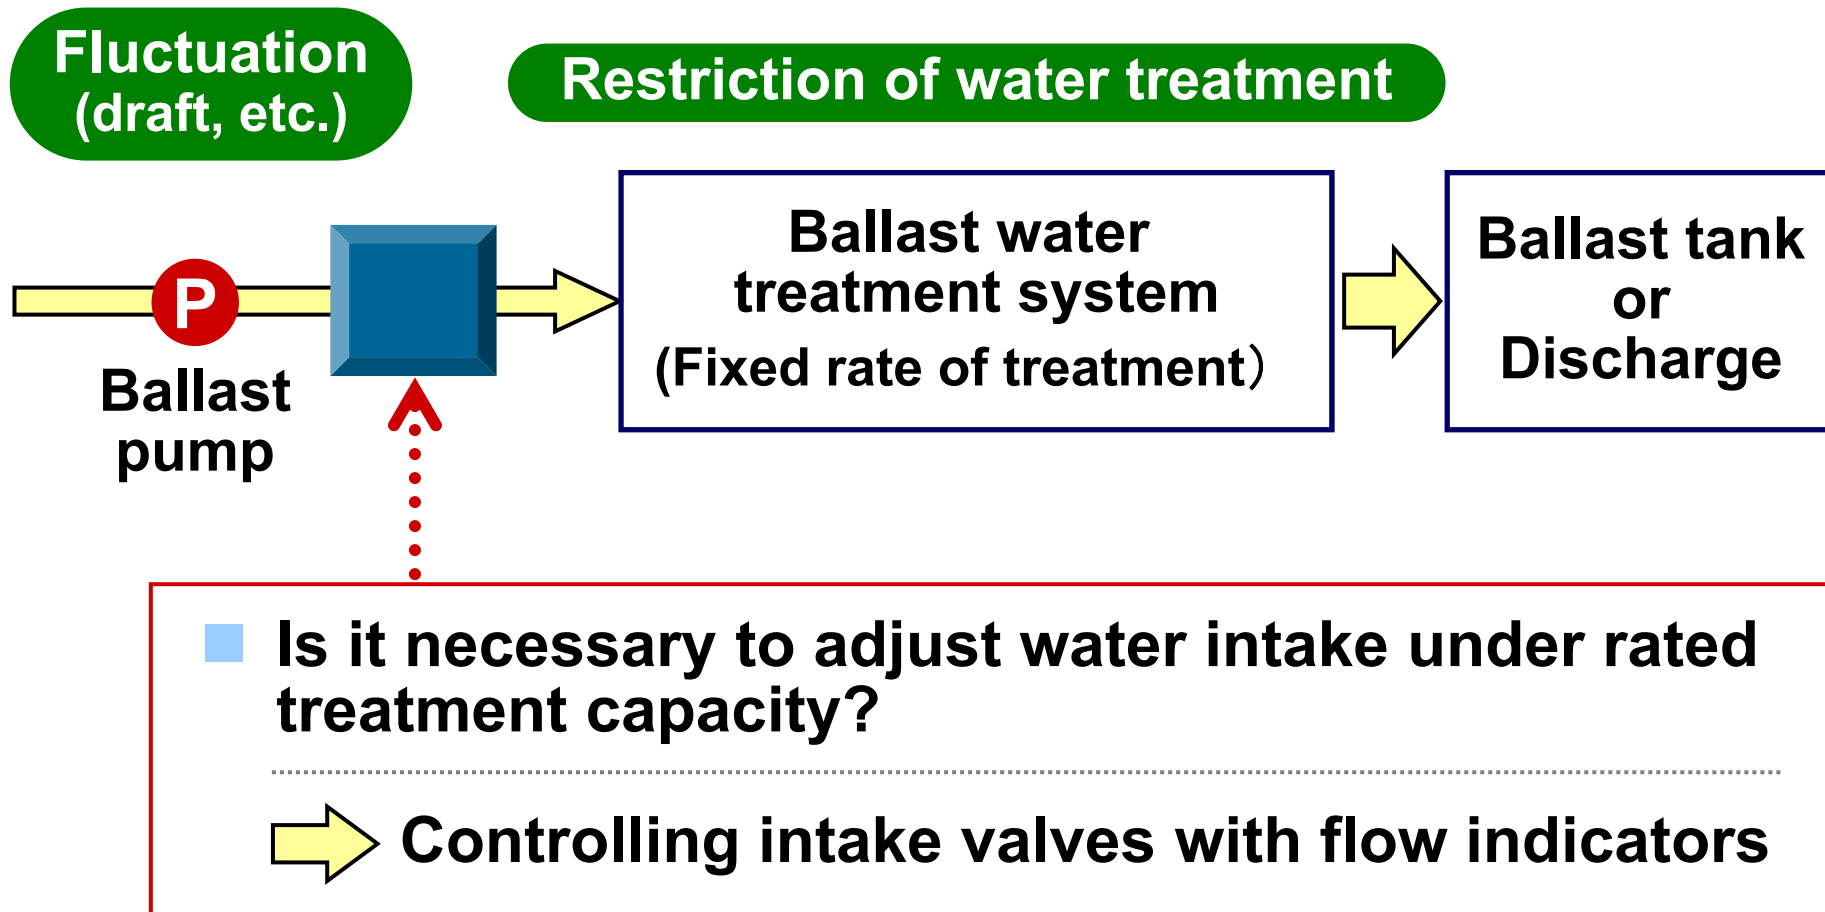 Fluctuation
(draft, etc.)
Restriction of water treatment
P
Ballast
pump
Ballast water
treatment system
(Fixed rate of treatment）
Ballast tank
or
Discharge
Is it necessary to adjust water intake under rated
treatment capacity?
Controlling intake valves with flow indicators